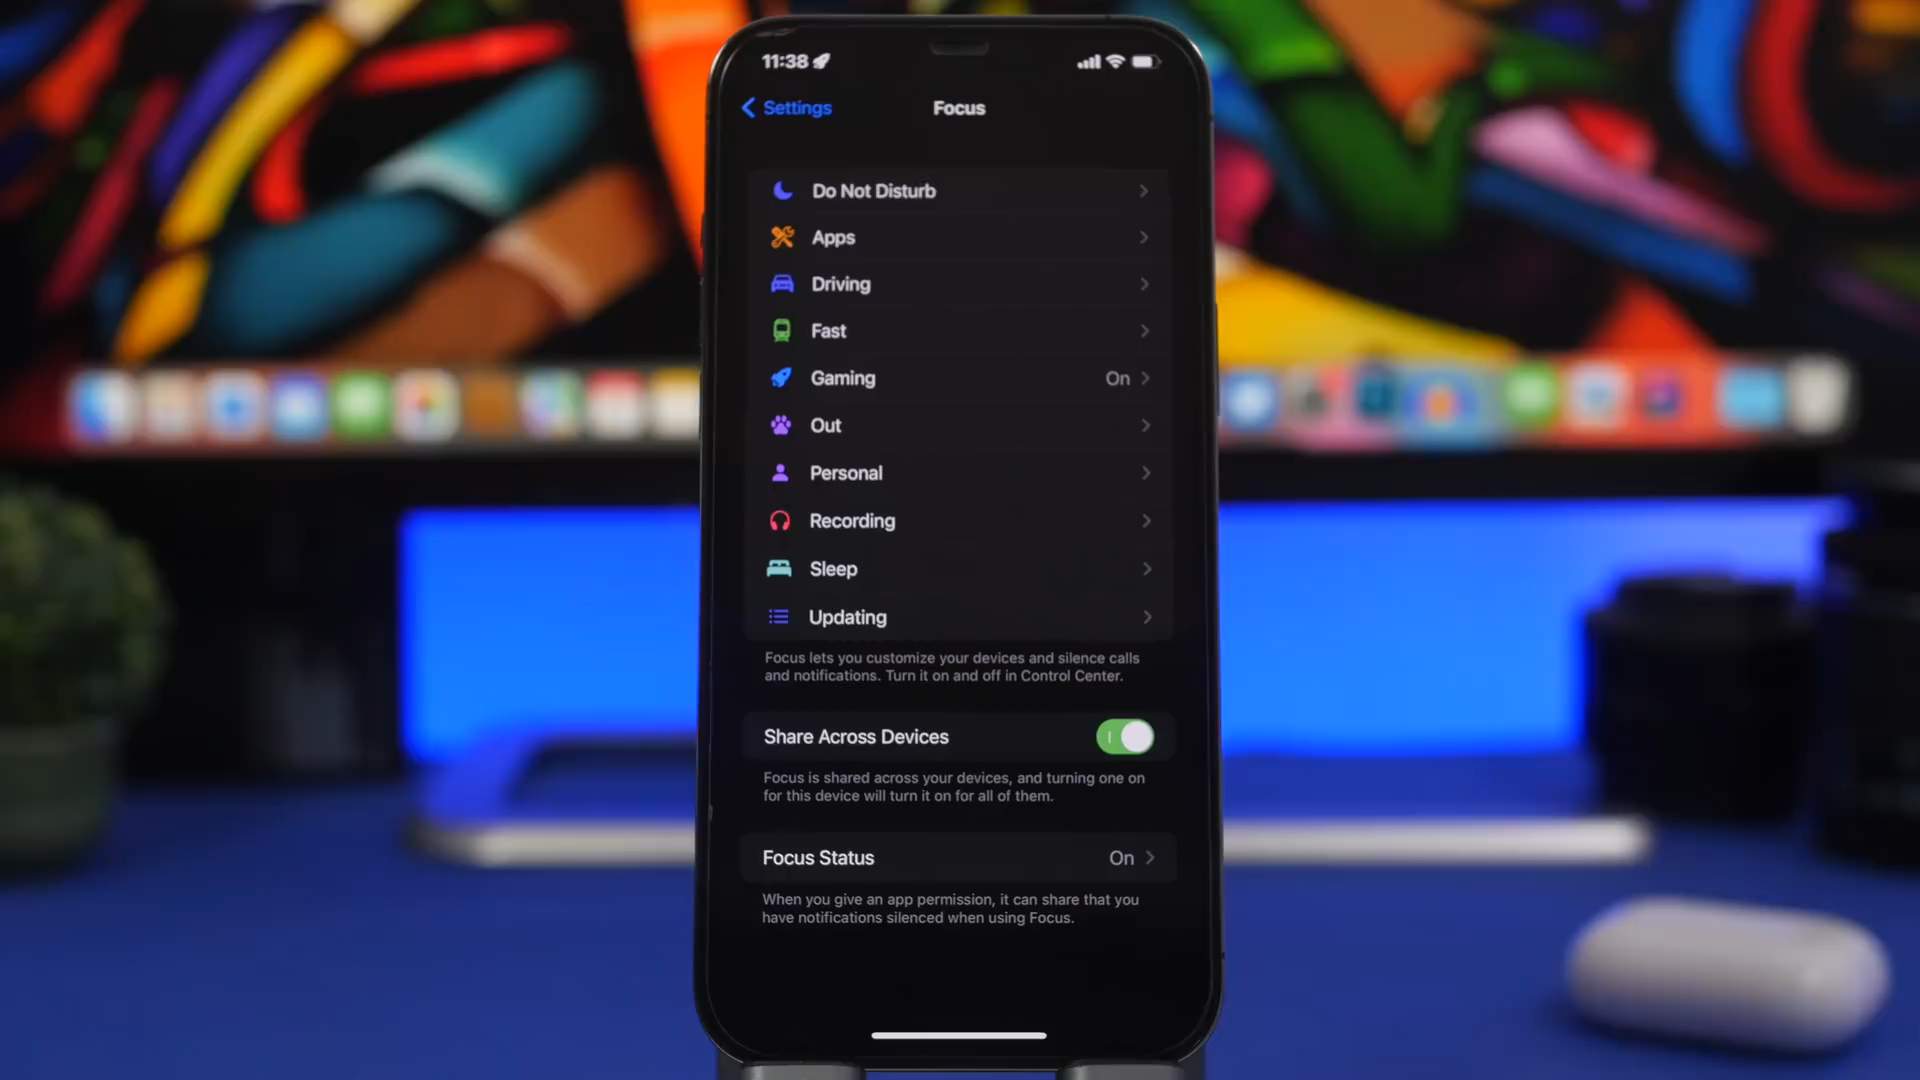 11:38
Settings
Focus
Do Not Disturb
Apps
Driving
Fast
Gaming On
Out
Personal
Recording
Sleep
Updating
Focus lets you customize your devices and silence calls
and notifications. Turn it on and off in Control Center.
Share Across Devices
Focus is shared across your devices, and turning one on
for this device will turn it on for all of them.
Focus Status On
When you give an app permission, it can share that you
have notifications silenced when using Focus.